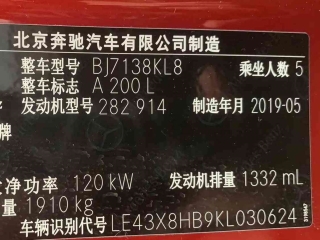 北京奔驰汽车有限公司制造
整车型号 BJ7138KL8 乘坐人数 5
整车标志 A 200 L
发动机型号 282 914 制造年月 2019-05
牌
净功率 120 kW 发动机排量 1332 mL
量 1910 kg
车辆识别代号 LE43X8HB9KL030624